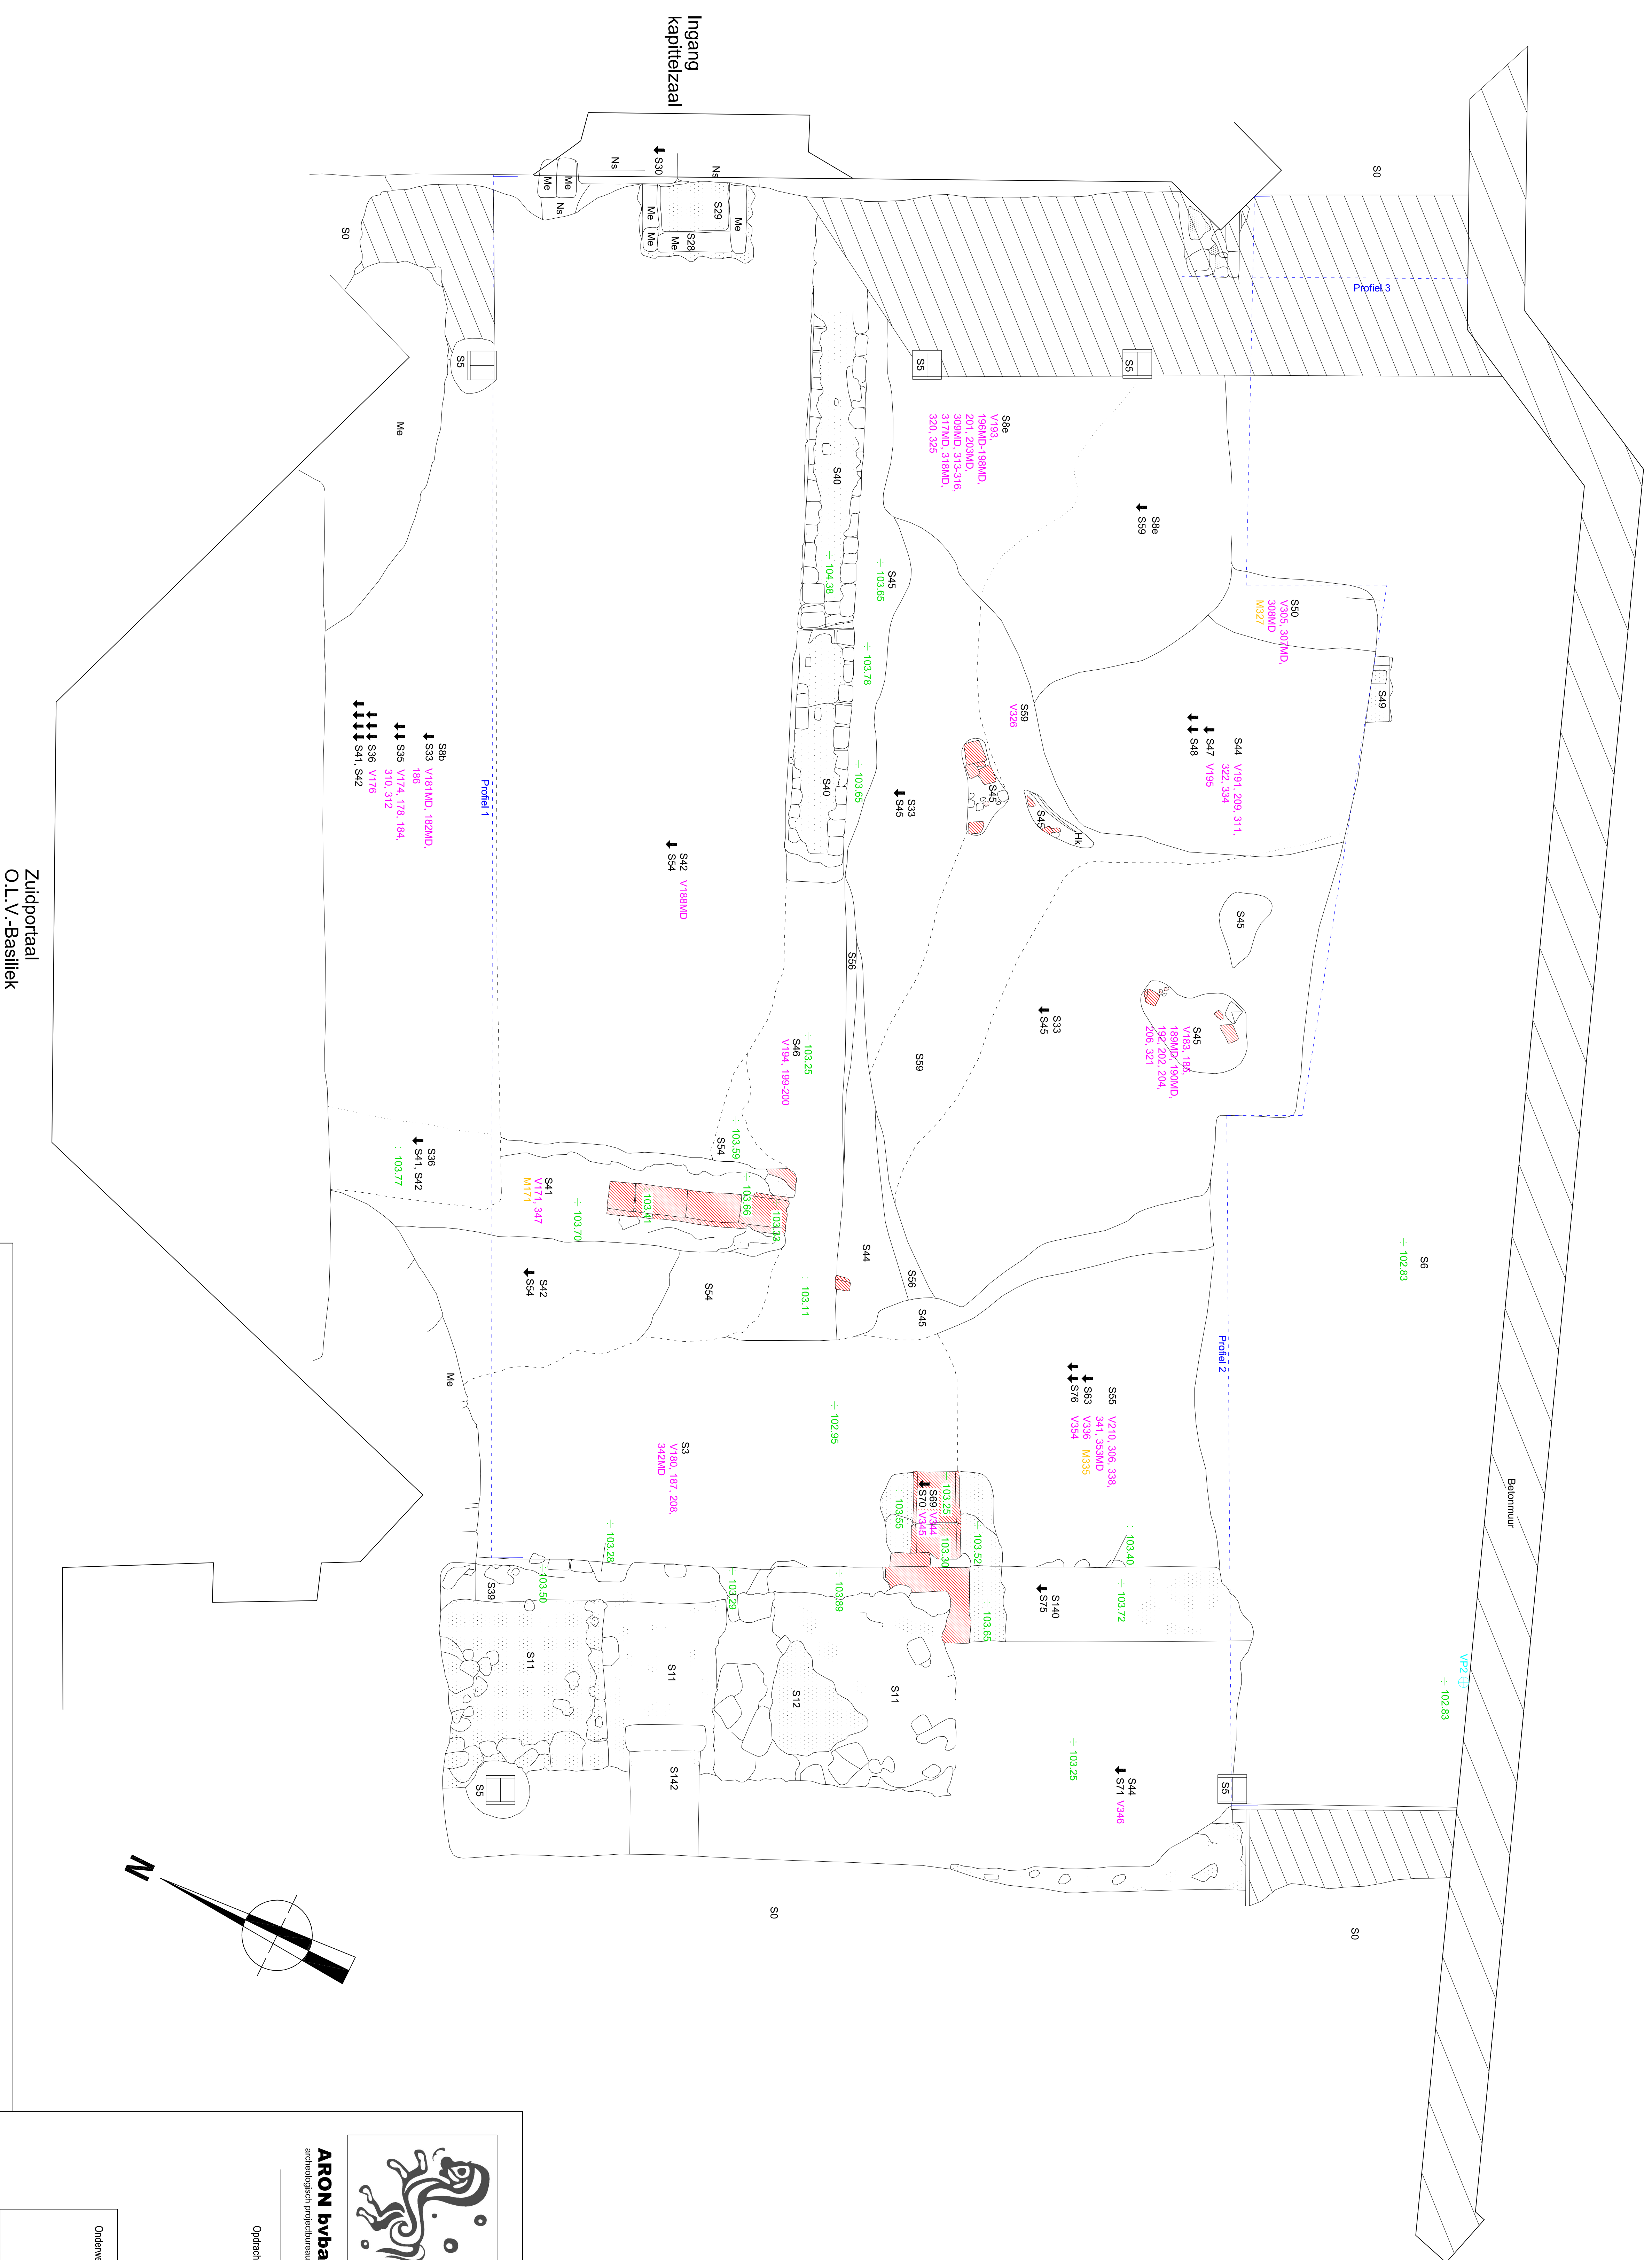 Ingang
kapittelzaal
Zuidportaal
O.L.V.-Basiliek
S0
Profiel 3
Ns
S30
Ns
Me
Me
Ns
Me
S29
Me
S28
Me
Me
S0
S5
S5
S5
Me
S8e
V193,
196MD-198MD,
201, 203MD,
309MD, 313-316,
317MD, 318MD,
320, 325
S8e
S59
S40
104.38
S45
103.65
103.78
S50
V305, 307MD,
308MD
M327
S49
S59
V326
S44 V191, 209, 311,
322, 334
S47 V195
S48
S45
S45
Hk
S33
S45
S40
103.65
S8b
S33 V181MD, 182MD,
186
S35 V174, 178, 184,
310, 312
S36 V176
S41, S42
Profiel 1
S42 V188MD
S54
S56
S45
S33
S45
S59
S45
V183, 185,
189MD, 190MD,
192, 202, 204,
206, 321
103.25
S46
V194, 199-200
103.59
S54
S36
S41, S42
103.77
S41
V171, 347
M171
103.70
103.41
103.66
103.33
S44
S56
S45
103.11
S42
S54
S54
Me
S6
102.83
Profiel 2
S55 V210, 306, 338,
341, 353MD
S63 V336 M335
S76 V354
102.95
S3
V180, 187, 208,
342MD
103.25
S69 V344
S70 V345
103.55
103.30
103.52
103.40
Betonmuur
103.28
S39
103.50
103.29
103.89
103.65
S140
S75
103.72
S11
S11
S12
S11
S142
S5
103.25
S44
S71 V346
S5
VP2
102.83
S0
S0
N
ARON bvba
archeologisch projectbureau